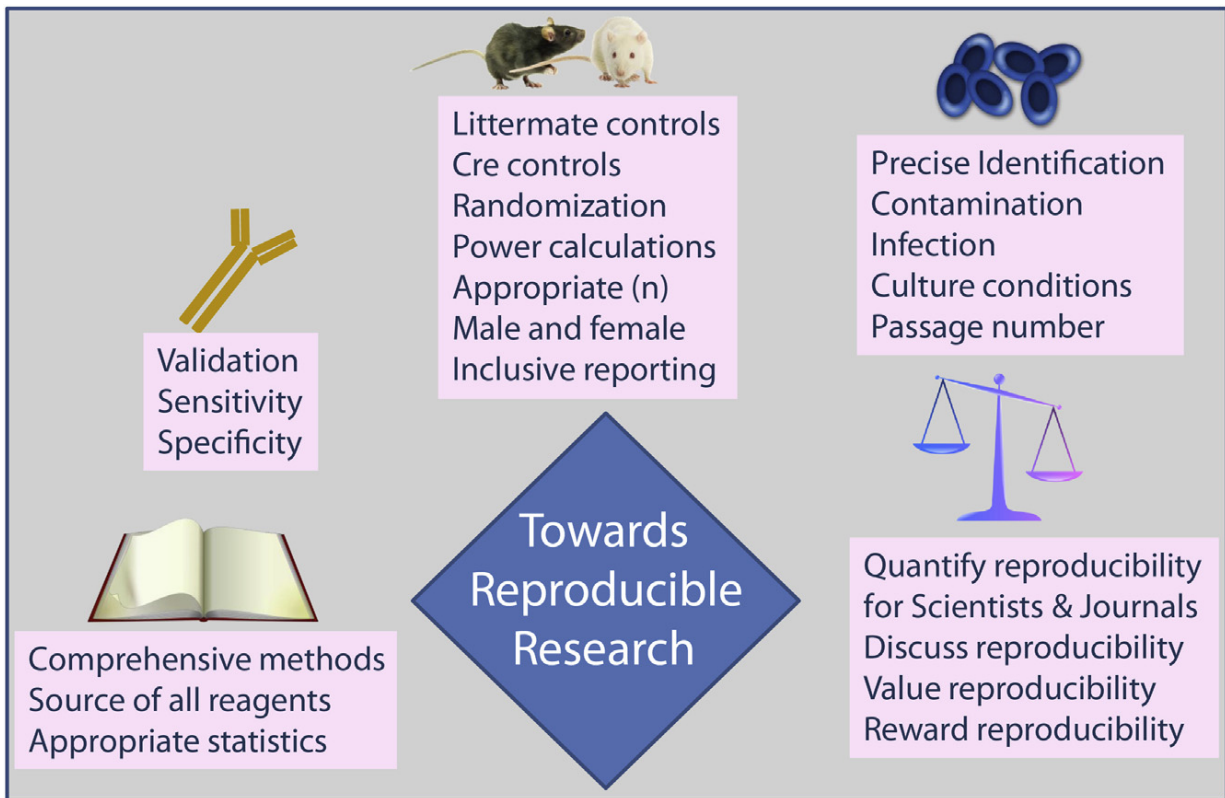 Littermate controls
Cre controls
Randomization
Power calculations
Appropriate (n)
Male and female
Inclusive reporting
Precise Identification
Contamination
Infection
Culture conditions
Passage number
Validation
Sensitivity
Specificity
Towards
Reproducible
Research
Comprehensive methods
Source of all reagents
Appropriate statistics
Quantify reproducibility
for Scientists & Journals
Discuss reproducibility
Value reproducibility
Reward reproducibility